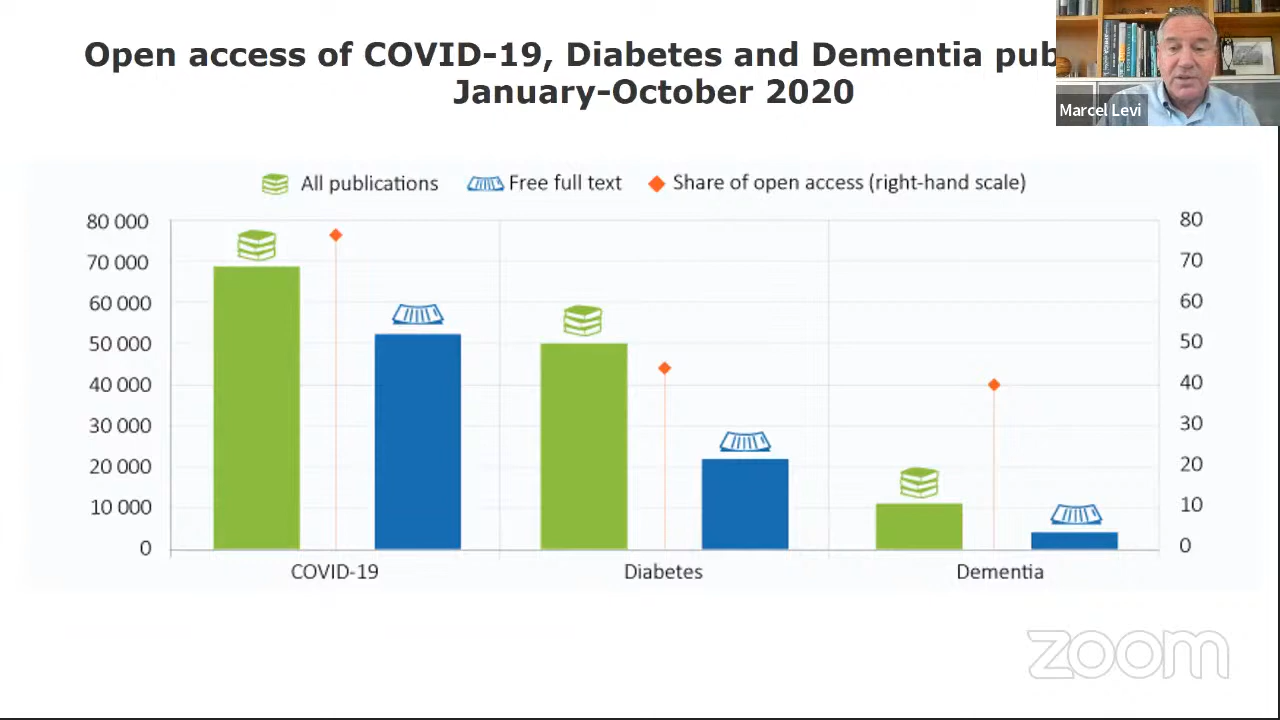 Open access of COVID-19, Diabetes and Dementia pub
January-October 2020
Marcel Levi
All publications
Free full text
Share of open access (right-hand scale)
80 000
70 000
60 000
50 000
40 000
30 000
20 000
10 000
0
80
70
60
50
40
30
20
10
0
COVID-19
Diabetes
Dementia
zoom